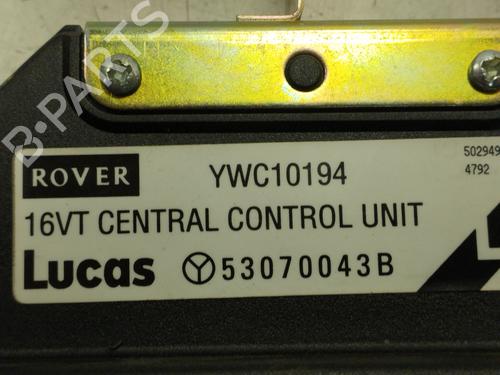 B-PARTS
ROVER
YWC10194
502949
4792
16VT CENTRAL CONTROL UNIT
Lucas
53070043B